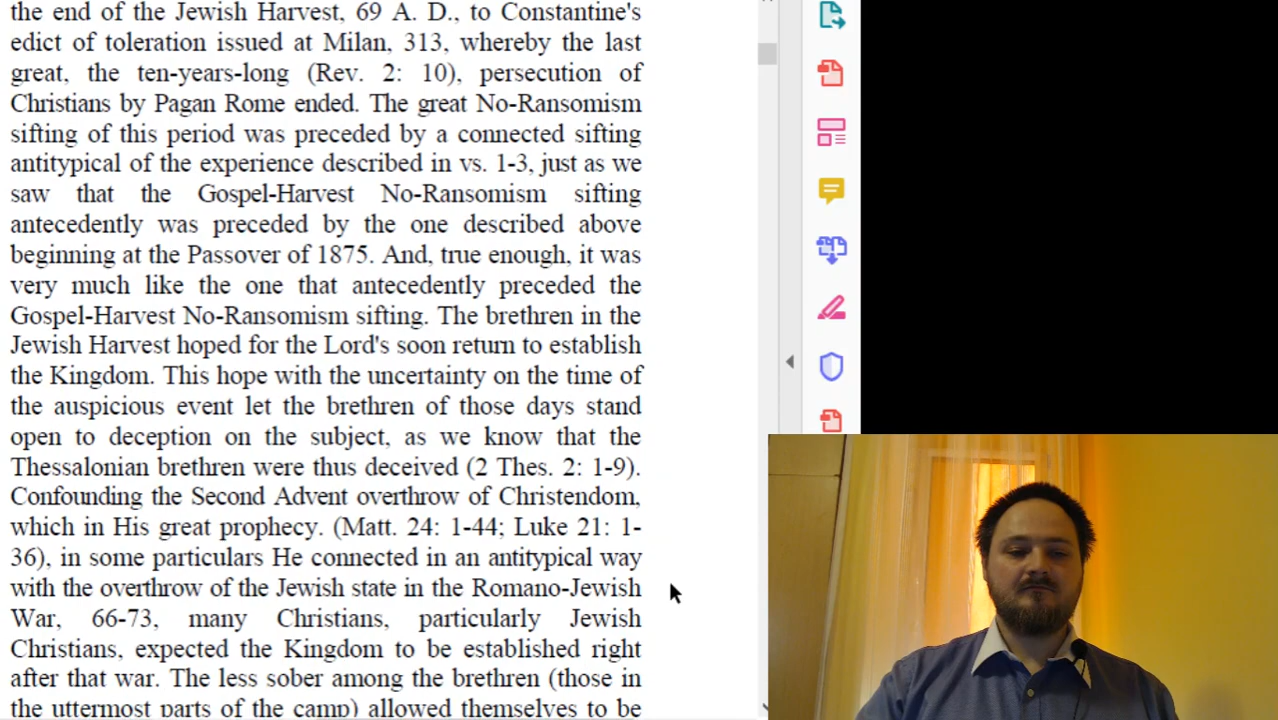 the end of the Jewish Harvest, 69 A. D., to Constantine's
edict of toleration issued at Milan, 313, whereby the last
great, the ten-years-long (Rev. 2: 10), persecution of
Christians by Pagan Rome ended. The great No-Ransomism
sifting of this period was preceded by a connected sifting
antitypical of the experience described in vs. 1-3, just as we
saw that the Gospel-Harvest No-Ransomism sifting
antecedently was preceded by the one described above
beginning at the Passover of 1875. And, true enough, it was
very much like the one that antecedently preceded the
Gospel-Harvest No-Ransomism sifting. The brethren in the
Jewish Harvest hoped for the Lord's soon return to establish
the Kingdom. This hope with the uncertainty on the time of
the auspicious event let the brethren of those days stand
open to deception on the subject, as we know that the
Thessalonian brethren were thus deceived (2 Thes. 2: 1-9).
Confounding the Second Advent overthrow of Christendom,
which in His great prophecy. (Matt. 24: 1-44; Luke 21: 1-
36), in some particulars He connected in an antitypical way
with the overthrow of the Jewish state in the Romano-Jewish
War, 66-73, many Christians, particularly Jewish
Christians, expected the Kingdom to be established right
after that war. The less sober among the brethren (those in
the uttermost parts of the camp) allowed themselves to be